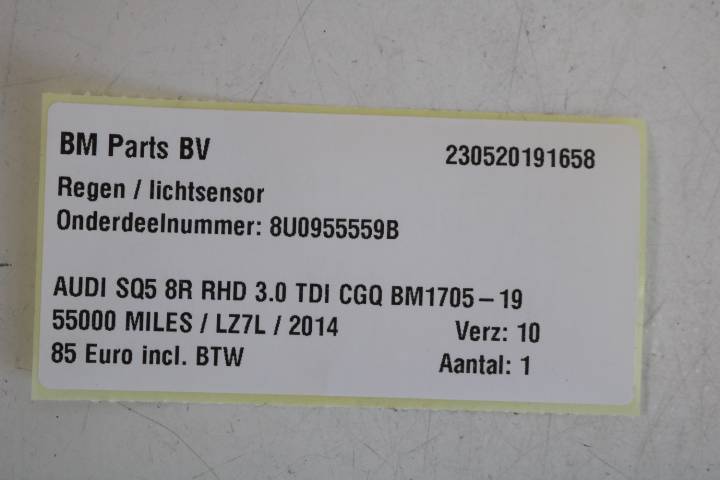 BM Parts BV 230520191658
Regen / lichtsensor
Onderdeelnummer: 8U0955559B
AUDI SQ5 8R RHD 3.0 TDI CGQ BM1705-19
55000 MILES / LZ7L / 2014 Verz: 10
85 Euro incl. BTW Aantal: 1